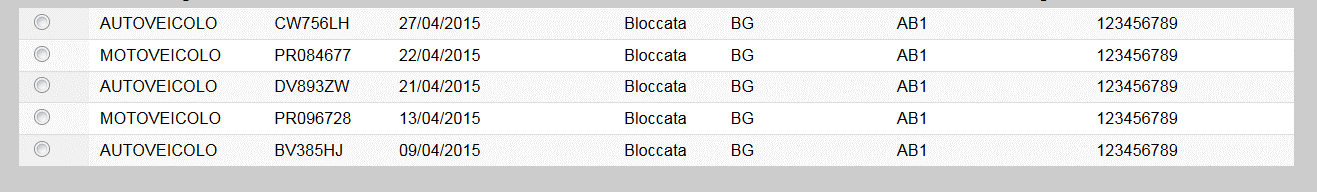 AUTOVEICOLO CW756LH 27/04/2015 Bloccata BG AB1 123456789
MOTOVEICOLO PR084677 22/04/2015 Bloccata BG AB1 123456789
AUTOVEICOLO DV893ZW 21/04/2015 Bloccata BG AB1 123456789
MOTOVEICOLO PR096728 13/04/2015 Bloccata BG AB1 123456789
AUTOVEICOLO BV385HJ 09/04/2015 Bloccata BG AB1 123456789